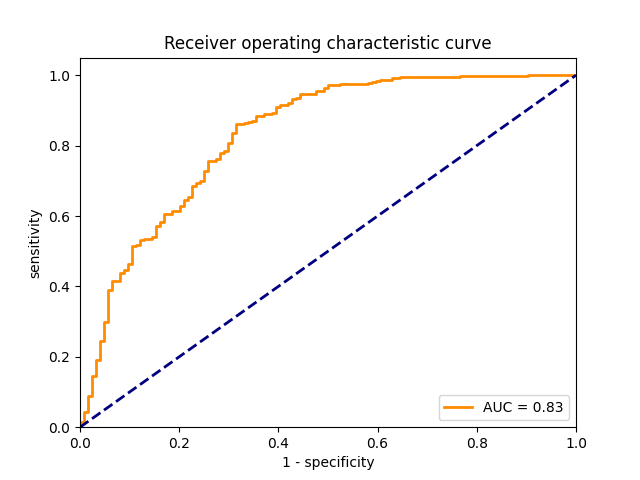 Receiver operating characteristic curve
1.0
0.8
0.6
0.4
0.2
0.0
sensitivity
AUC = 0.83
0.0 0.2 0.4 0.6 0.8 1.0
1 - specificity